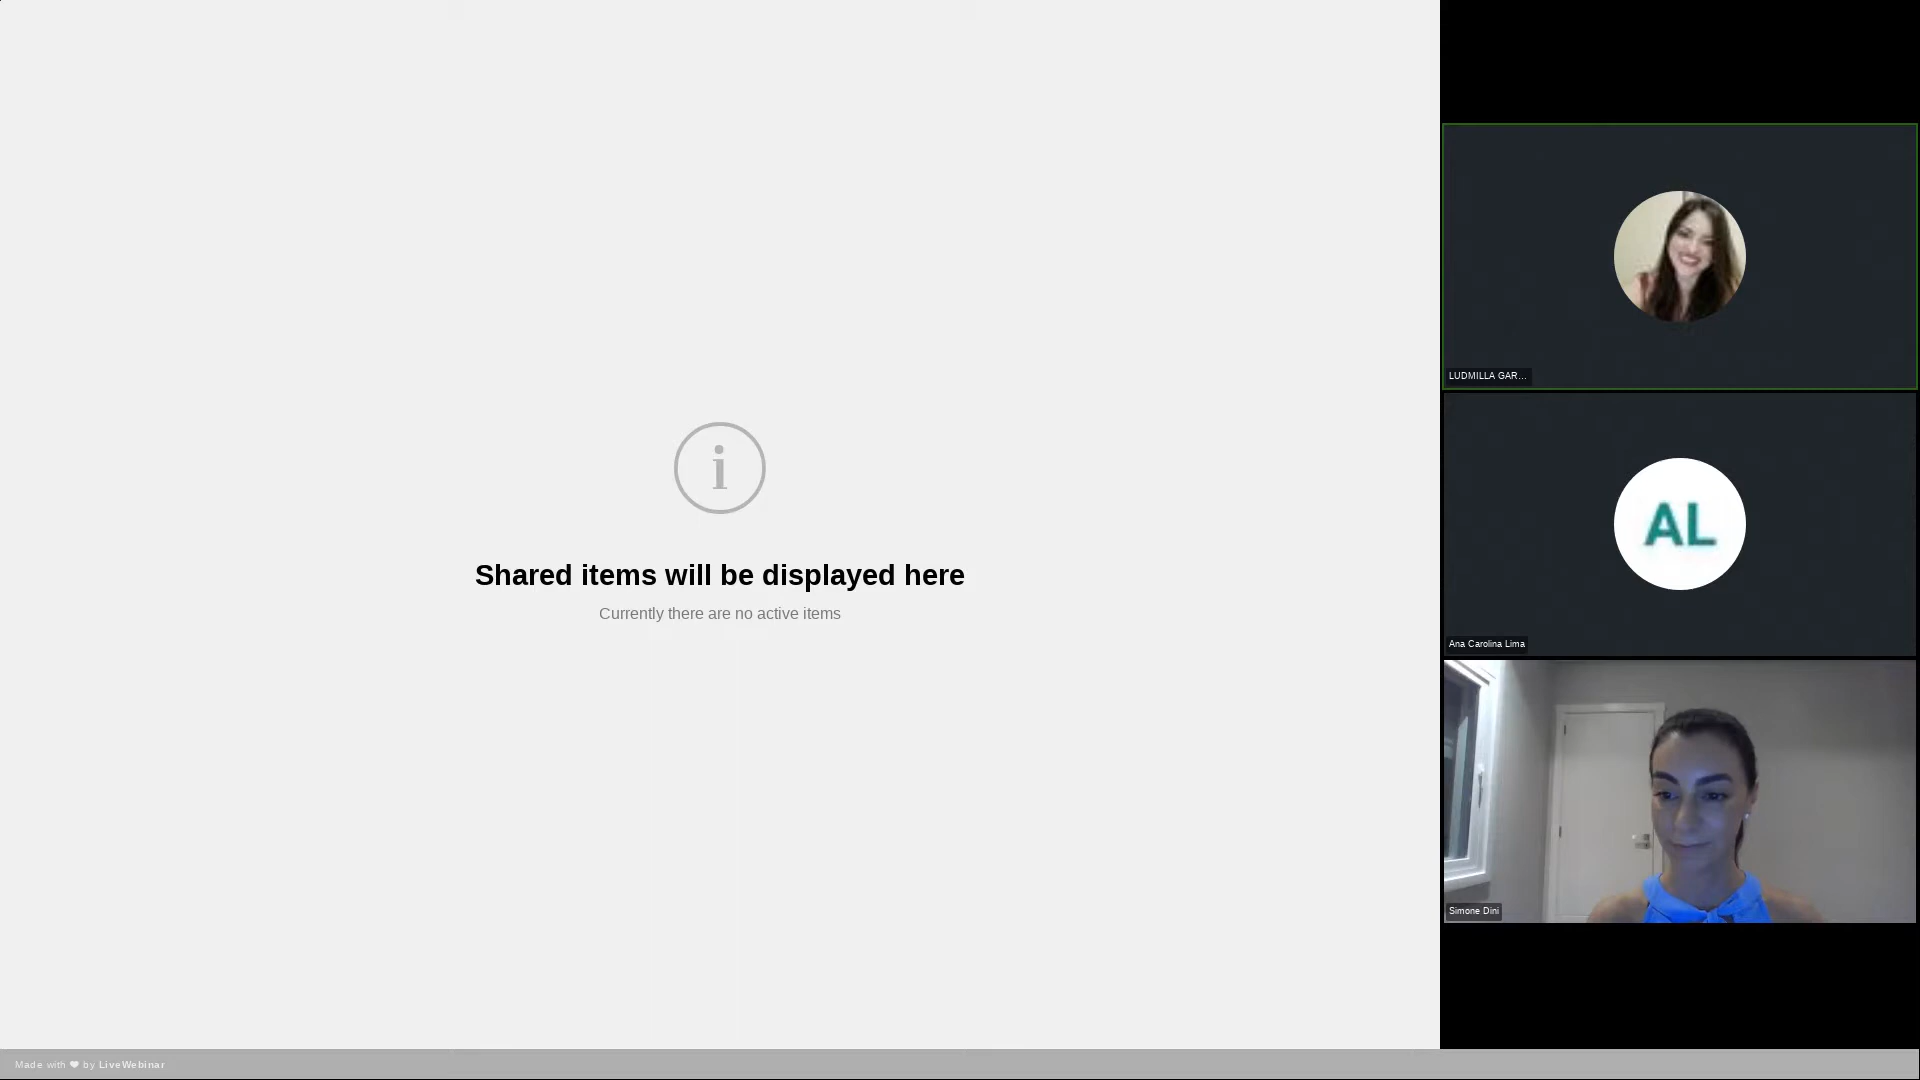 i
Shared items will be displayed here
Currently there are no active items
LUDMILLA GAR...
AL
Ana Carolina Lima
Simone Dini
Made with ❤ by LiveWebinar